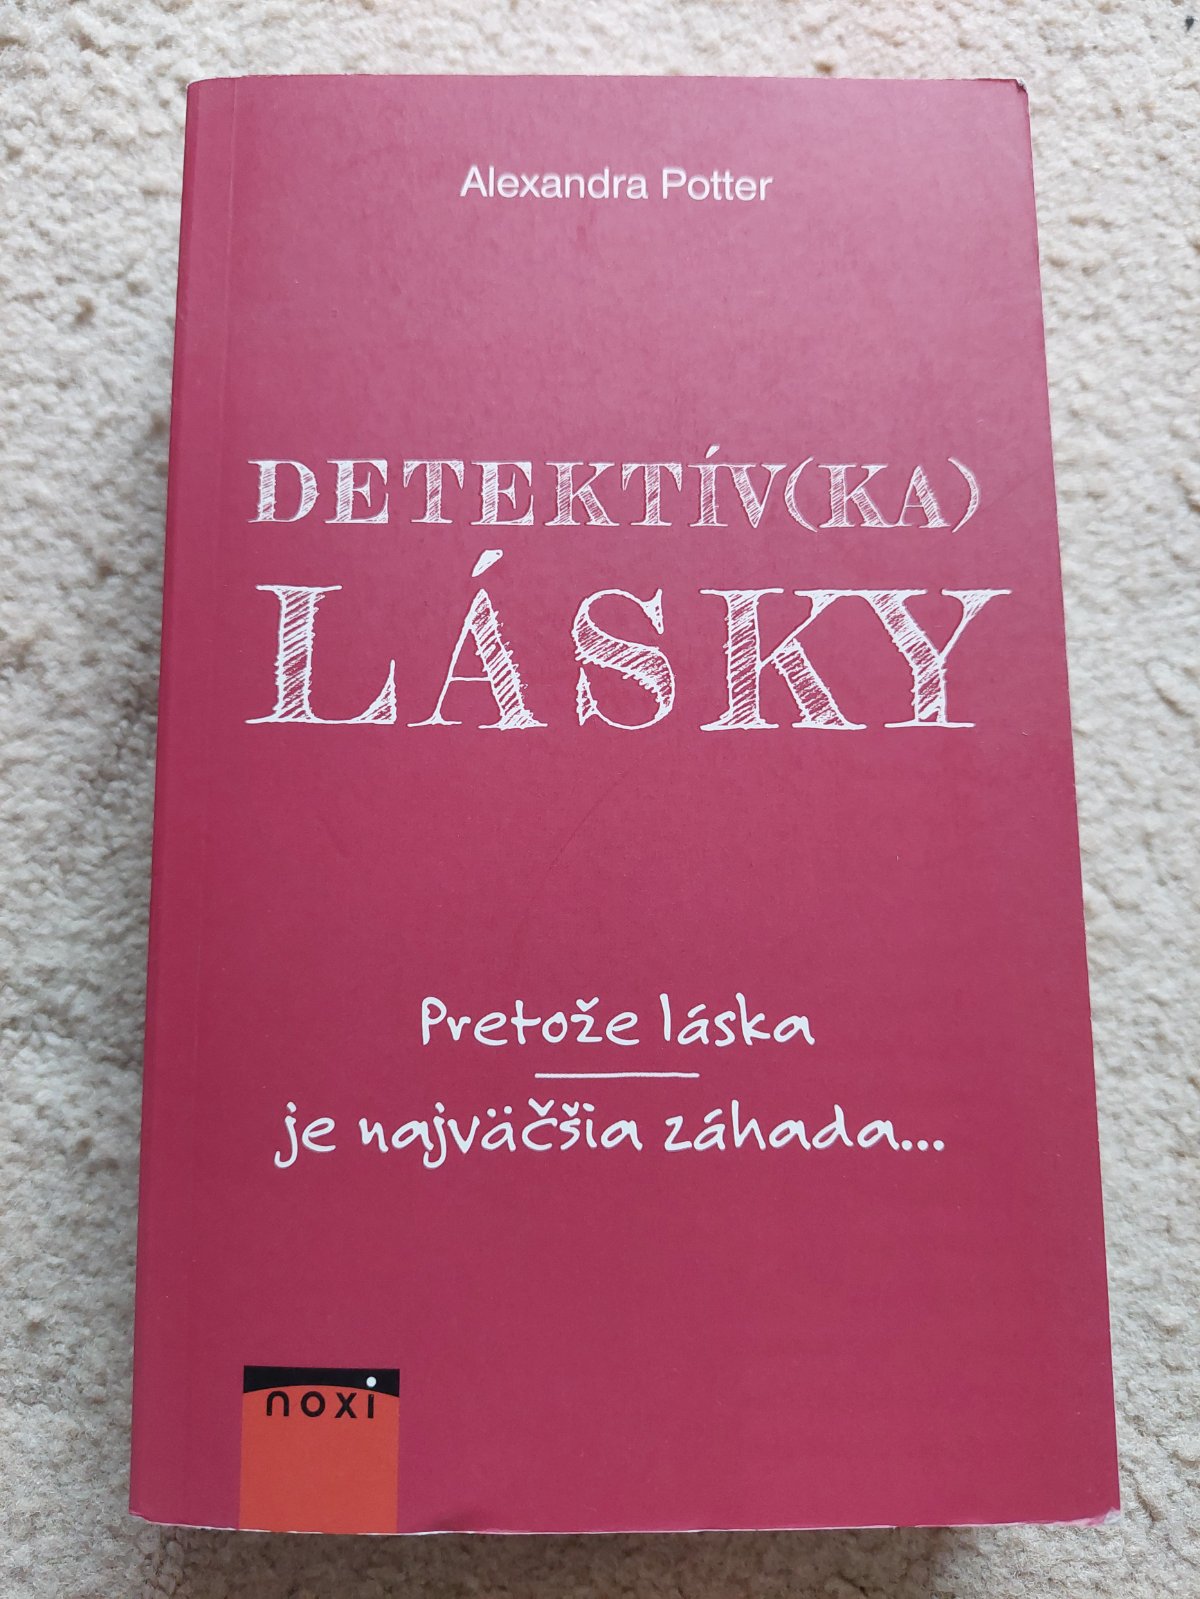 Alexandra Potter
DETEKTÍV(KA)
LÁSKY
Pretože láska
je najväčšia záhada...
noxi